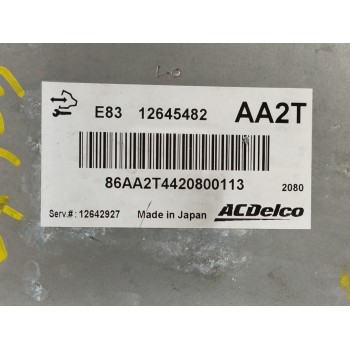 E83 12645482 AA2T
86AA2T4420800113 2080
Serv.#: 12642927 Made in Japan ACDelco